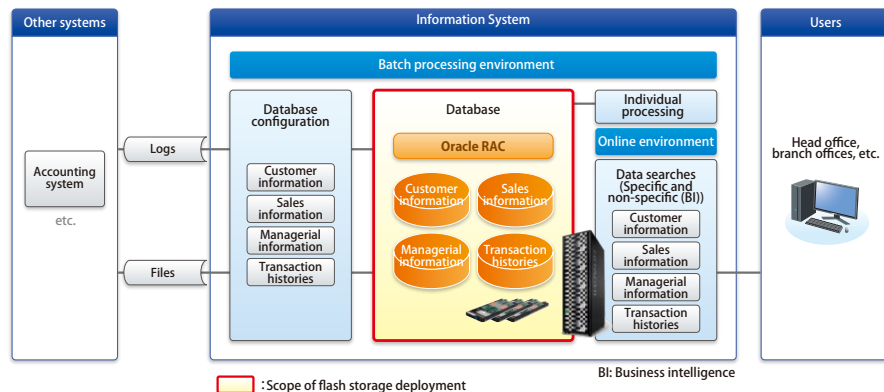 Other systems
Accounting
system
etc.
Logs
Files
Information System
Batch processing environment
Database
configuration
Customer
information
Sales
information
Managerial
information
Transaction
histories
Database
Oracle RAC
Customer
information
Sales
information
Managerial
information
Transaction
histories
Individual
processing
Online environment
Data searches
(Specific and
non-specific (BI))
Customer
information
Sales
information
Managerial
information
Transaction
histories
Users
Head office,
branch offices, etc.
BI: Business intelligence
: Scope of flash storage deployment